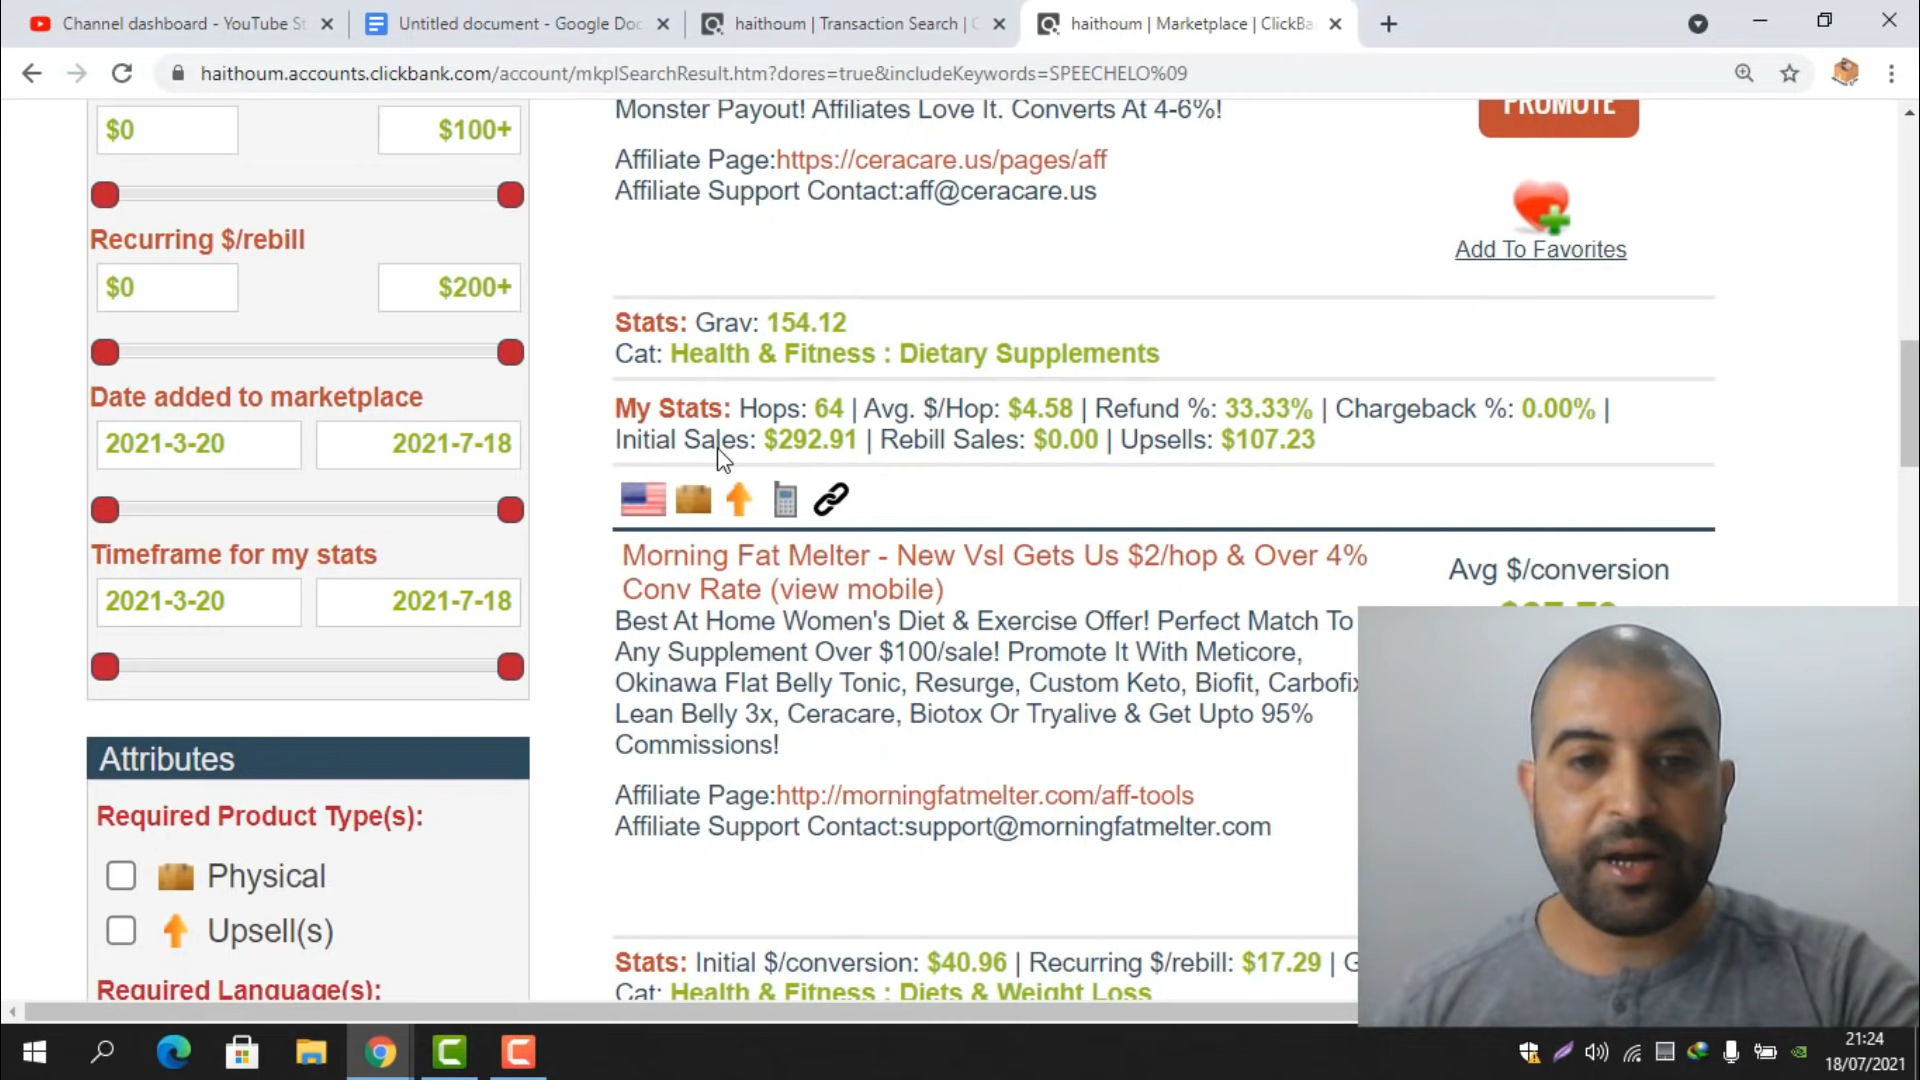 Channel dashboard - YouTube St
Untitled document - Google Doc
haithoum | Transaction Search | C
haithoum | Marketplace | ClickBa
haithoum.accounts.clickbank.com/account/mkplSearchResult.htm?dores=true&includeKeywords=SPEECHELO%09
$0
$100+
Recurring $/rebill
$0
$200+
Date added to marketplace
2021-3-20
2021-7-18
Timeframe for my stats
2021-3-20
2021-7-18
Attributes
Required Product Type(s):
Physical
Upsell(s)
Required Language(s):
Monster Payout! Affiliates Love It. Converts At 4-6%!
Affiliate Page:https://ceracare.us/pages/aff
Affiliate Support Contact:aff@ceracare.us
PROMOTE
Add To Favorites
Stats: Grav: 154.12
Cat: Health & Fitness : Dietary Supplements
My Stats: Hops: 64 | Avg. $/Hop: $4.58 | Refund %: 33.33% | Chargeback %: 0.00% |
Initial Sales: $292.91 | Rebill Sales: $0.00 | Upsells: $107.23
Morning Fat Melter - New Vsl Gets Us $2/hop & Over 4%
Conv Rate (view mobile)
Avg $/conversion
Best At Home Women's Diet & Exercise Offer! Perfect Match To
Any Supplement Over $100/sale! Promote It With Meticore,
Okinawa Flat Belly Tonic, Resurge, Custom Keto, Biofit, Carbofix
Lean Belly 3x, Ceracare, Biotox Or Tryalive & Get Upto 95%
Commissions!
Affiliate Page:http://morningfatmelter.com/aff-tools
Affiliate Support Contact:support@morningfatmelter.com
Stats: Initial $/conversion: $40.96 | Recurring $/rebill: $17.29 | G
Cat: Health & Fitness : Diets & Weight Loss
21:24
18/07/2021